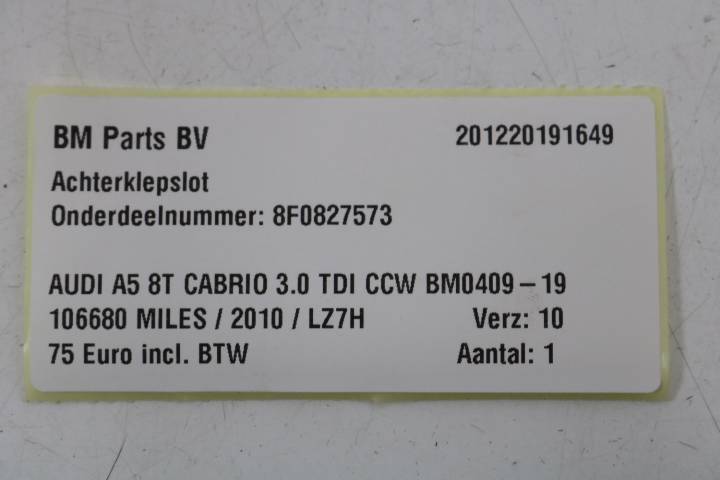 BM Parts BV 201220191649
Achterklepslot
Onderdeelnummer: 8F0827573
AUDI A5 8T CABRIO 3.0 TDI CCW BM0409-19
106680 MILES / 2010 / LZ7H Verz: 10
75 Euro incl. BTW Aantal: 1